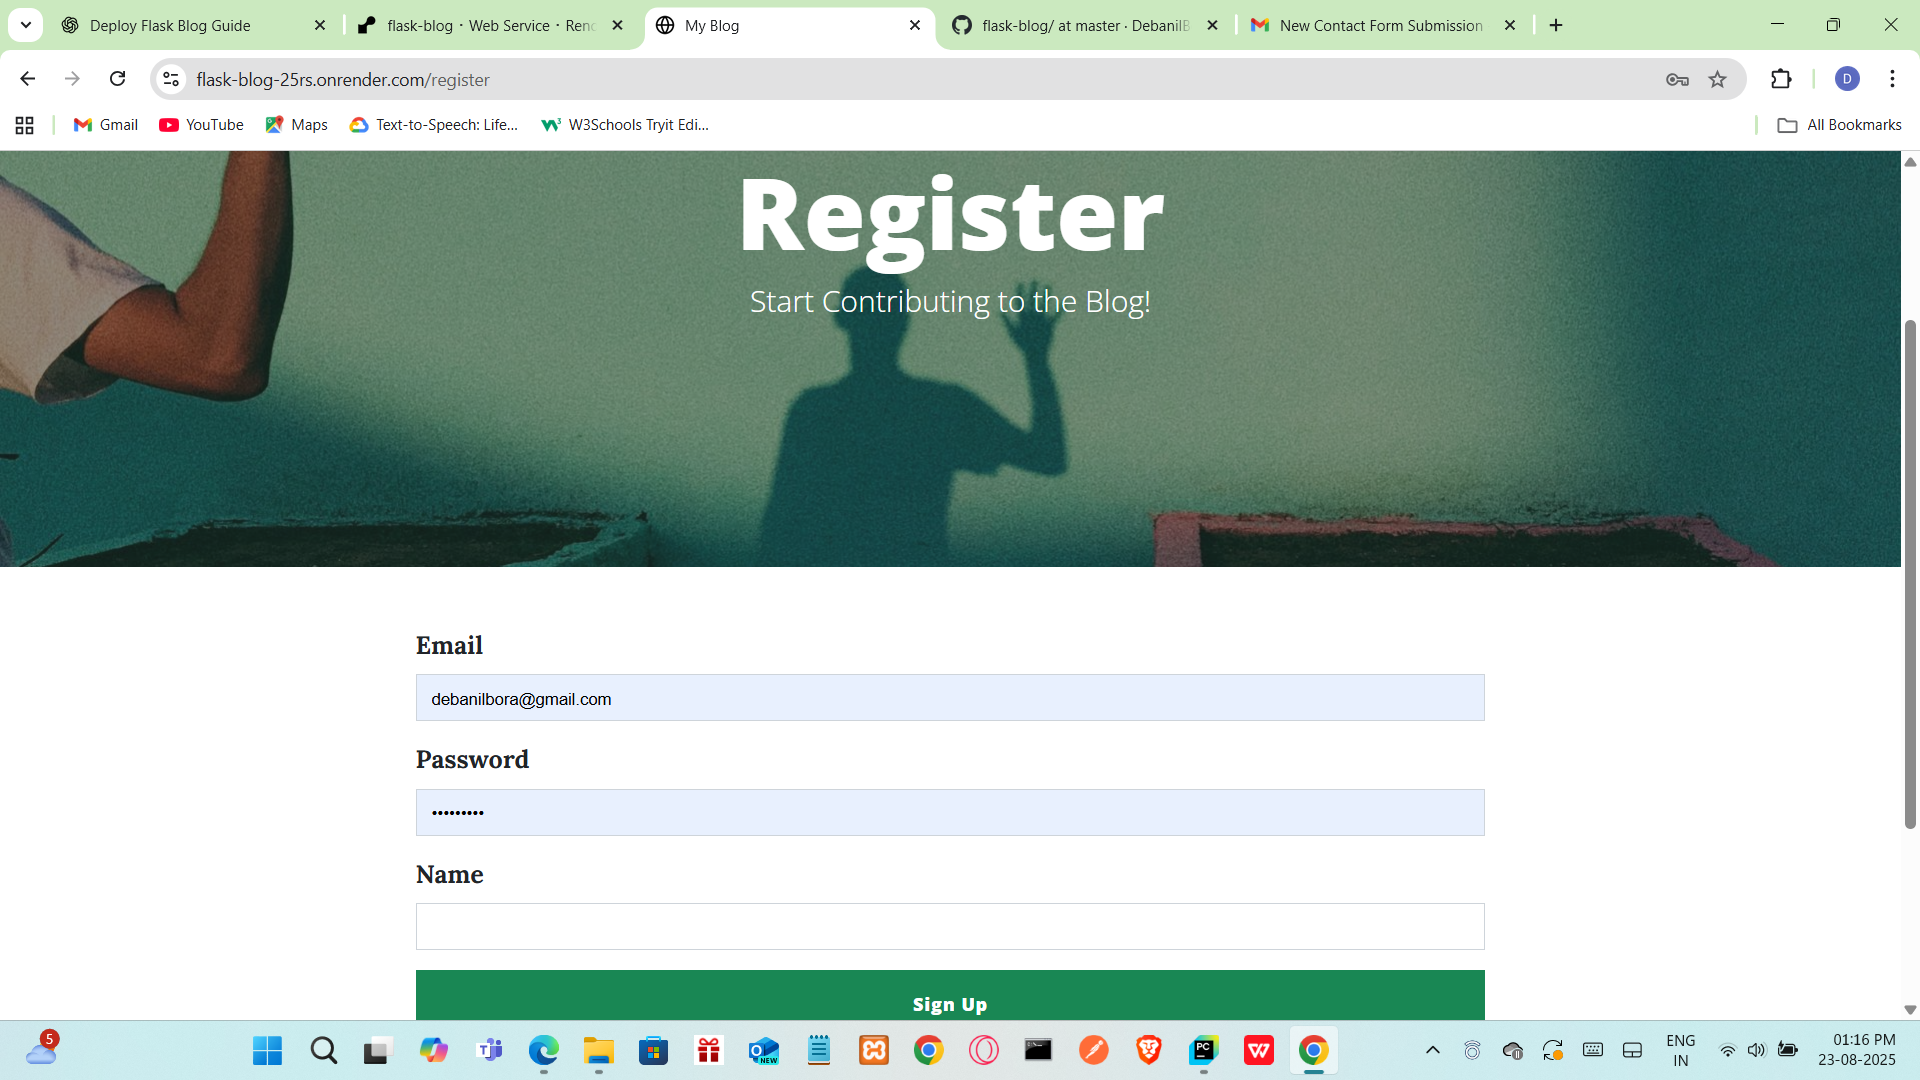 Deploy Flask Blog Guide
flask-blog · Web Service · Ren
My Blog
flask-blog/ at master · DebanilB
New Contact Form Submission
D
flask-blog-25rs.onrender.com/register
Gmail
YouTube
Maps
Text-to-Speech: Life...
W3Schools Tryit Edi...
All Bookmarks
Register
Start Contributing to the Blog!
Email
debanilbora@gmail.com
Password
•••••••••
Name
Sign Up
5
NEW
PC
ENG
IN
01:16 PM
23-08-2025